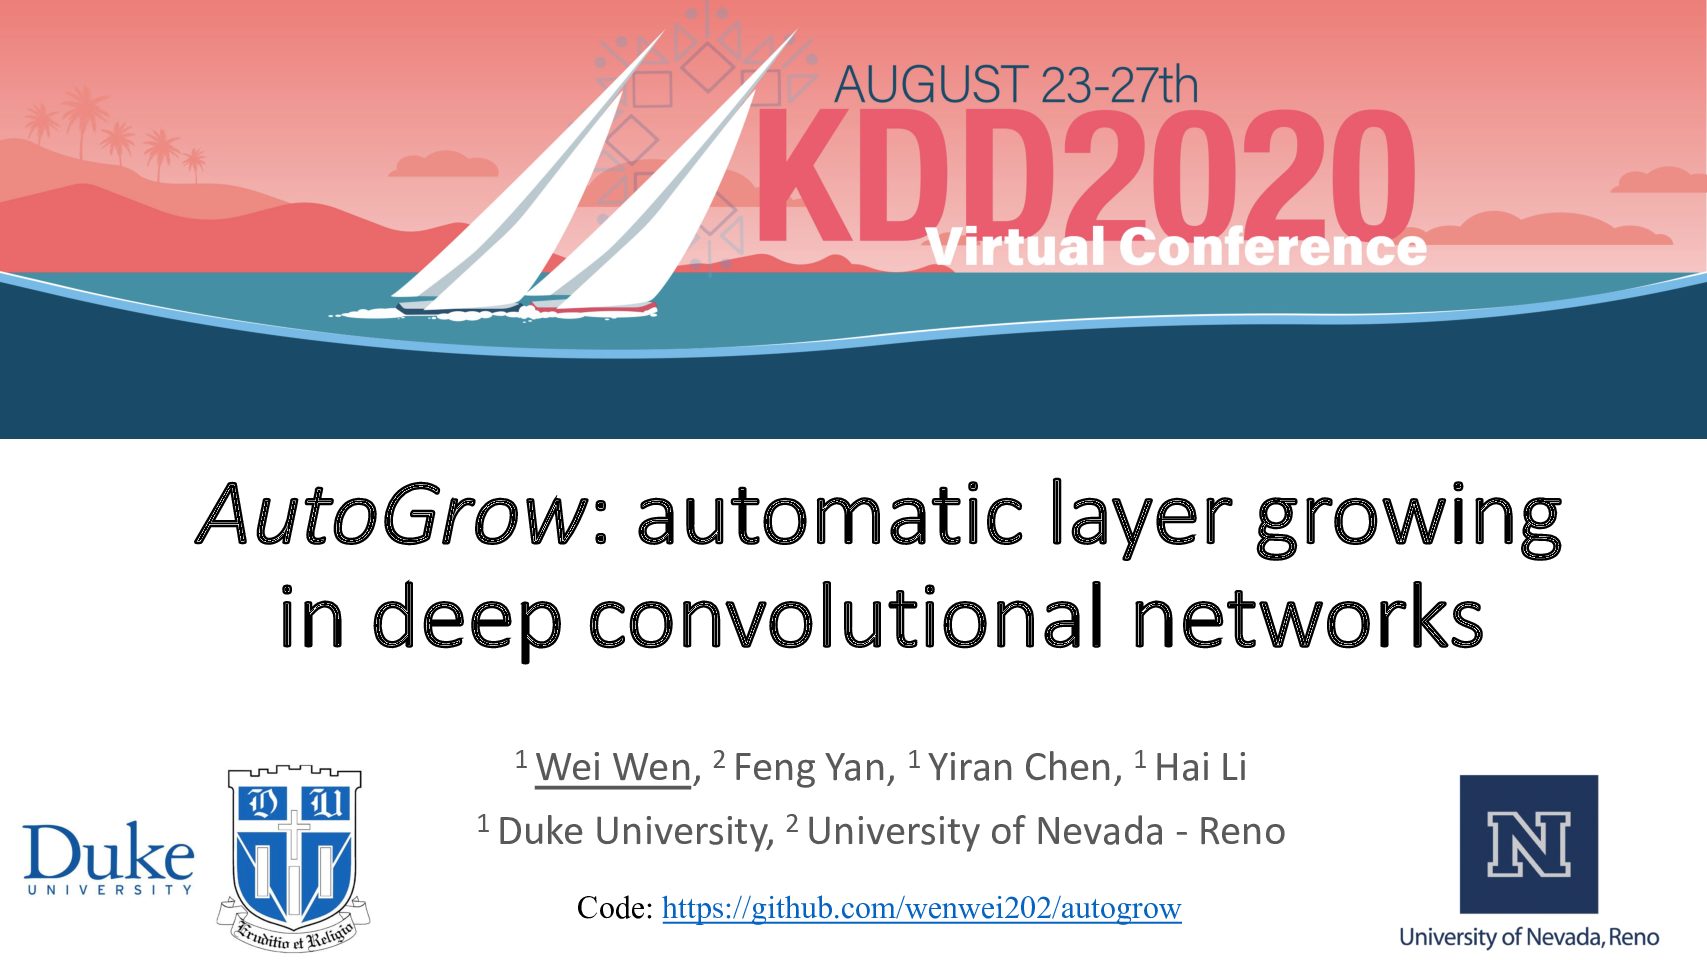 AUGUST 23-27th
KDD2020
Virtual Conference
AutoGrow: automatic layer growing
in deep convolutional networks
1 Wei Wen, 2 Feng Yan, 1 Yiran Chen, 1 Hai Li
1 Duke University, 2 University of Nevada - Reno
Code: https://github.com/wenwei202/autogrow
Duke
UNIVERSITY
D U
Eruditio et Religio
N
University of Nevada, Reno